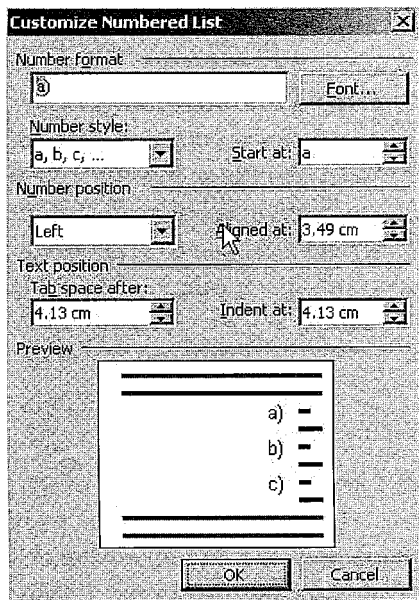 Customize Numbered List
Number format
a)
Font...
Number style:
a, b, c, ...
Start at: a
Number position
Left
Aligned at: 3.49 cm
Text position
Tab space after:
4.13 cm
Indent at: 4.13 cm
Preview
a)
b)
c)
OK
Cancel